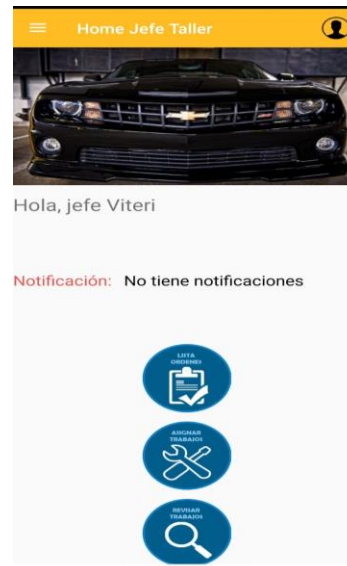 Home Jefe Taller
Hola, jefe Viteri
Notificación: No tiene notificaciones
LISTA
ORDENES
ASIGNAR
TRABAJOS
REVISAR
TRABAJOS